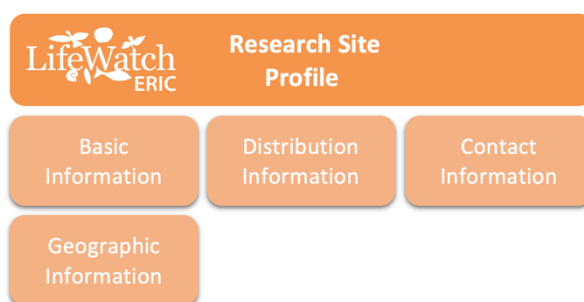 LifeWatch
ERIC
Research Site
Profile
Basic
Information
Distribution
Information
Contact
Information
Geographic
Information